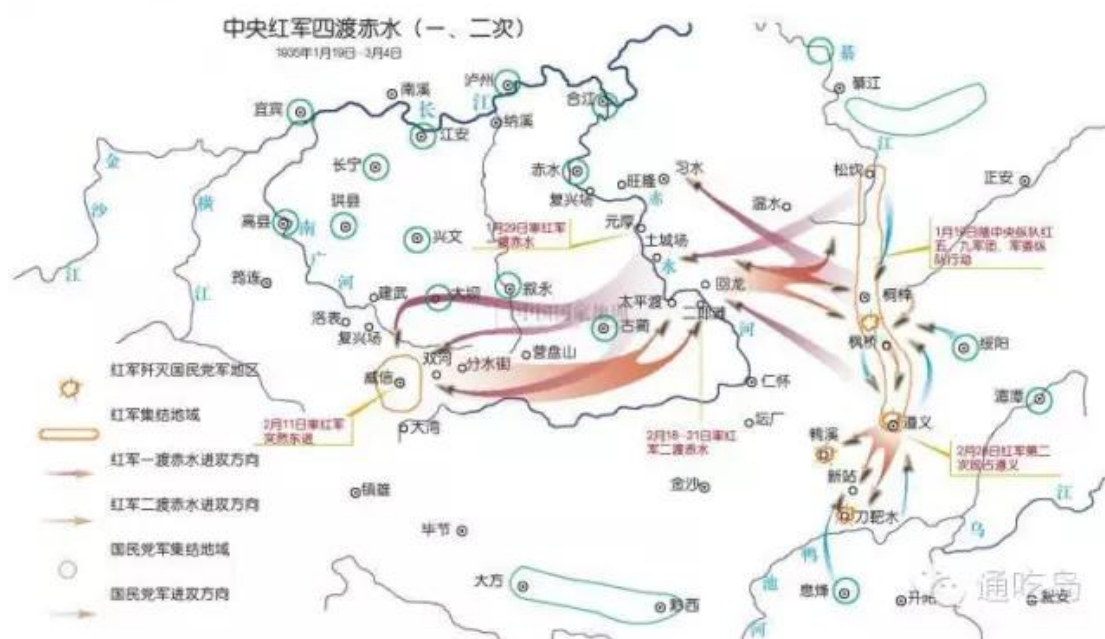 中央红军四渡赤水（一、二次）
1935年1月19日-3月4日
宜宾
南溪
泸州
长
江
江安
纳溪
合江
綦
綦江
江
金
沙
江
横
江
长宁
高县
珙县
南
广
河
兴文
筠连
建武
洛表
复兴场
大坝
叙永
赤水
复兴场
旺隆
习水
赤
元厚
土城场
水
温水
松坎
正安
1月29日寨红军
一渡赤水
1月19日随中央纵队红
五、九军团，军委纵
队行动
太平渡
回龙
二郎滩
河
古蔺
桐梓
枫桥
绥阳
双河
分水街
营盘山
威信
仁怀
湄潭
2月11日率红军
突然东进
大湾
坛厂
遵义
鸭溪
2月18-21日率红
军二渡赤水
2月28日红军第二
次攻占遵义
新站
镇雄
金沙
刀靶水
江
乌
鸭
池
河
毕节
大方
黔西
息烽
开阳
瓮安
红军歼灭国民党军地区
红军集结地域
红军一渡赤水进攻方向
红军二渡赤水进攻方向
国民党军集结地域
国民党军进攻方向
通吃岛